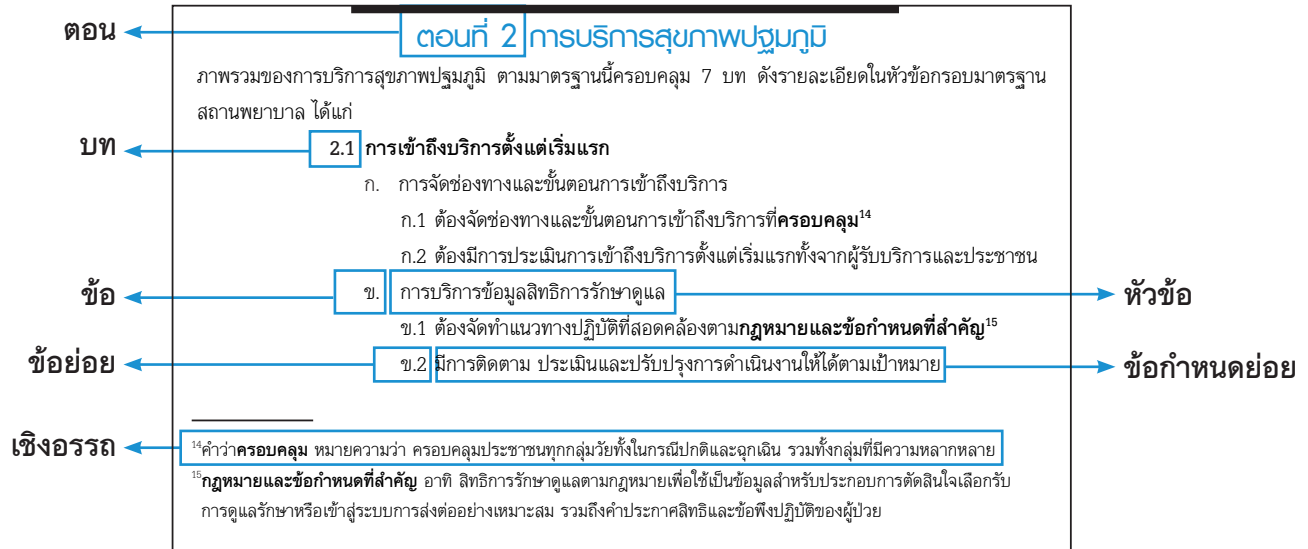 ตอน
ตอนที่ 2 การบริการสุขภาพปฐมภูมิ
ภาพรวมของการบริการสุขภาพปฐมภูมิ ตามมาตรฐานนี้ครอบคลุม 7 บท ดังรายละเอียดในหัวข้อกรอบมาตรฐาน
สถานพยาบาล ได้แก่
บท
2.1 การเข้าถึงบริการตั้งแต่เริ่มแรก
ก. การจัดช่องทางและขั้นตอนการเข้าถึงบริการ
ก.1 ต้องจัดช่องทางและขั้นตอนการเข้าถึงบริการที่ครอบคลุม¹⁴
ก.2 ต้องมีการประเมินการเข้าถึงบริการตั้งแต่เริ่มแรกทั้งจากผู้รับบริการและประชาชน
ข้อ
ข. การบริการข้อมูลสิทธิการรักษาดูแล
หัวข้อ
ข.1 ต้องจัดทำแนวทางปฏิบัติที่สอดคล้องตามกฎหมายและข้อกำหนดที่สำคัญ¹⁵
ข้อย่อย
ข.2 มีการติดตาม ประเมินและปรับปรุงการดำเนินงานให้ได้ตามเป้าหมาย
ข้อกำหนดย่อย
เชิงอรรถ
¹⁴คำว่าครอบคลุม หมายความว่า ครอบคลุมประชาชนทุกกลุ่มวัยทั้งในกรณีปกติและฉุกเฉิน รวมทั้งกลุ่มที่มีความหลากหลาย
¹⁵กฎหมายและข้อกำหนดที่สำคัญ อาทิ สิทธิการรักษาดูแลตามกฎหมายเพื่อใช้เป็นข้อมูลสำหรับประกอบการตัดสินใจเลือกรับ
การดูแลรักษาหรือเข้าสู่ระบบการส่งต่ออย่างเหมาะสม รวมถึงคำประกาศสิทธิและข้อพึงปฏิบัติของผู้ป่วย